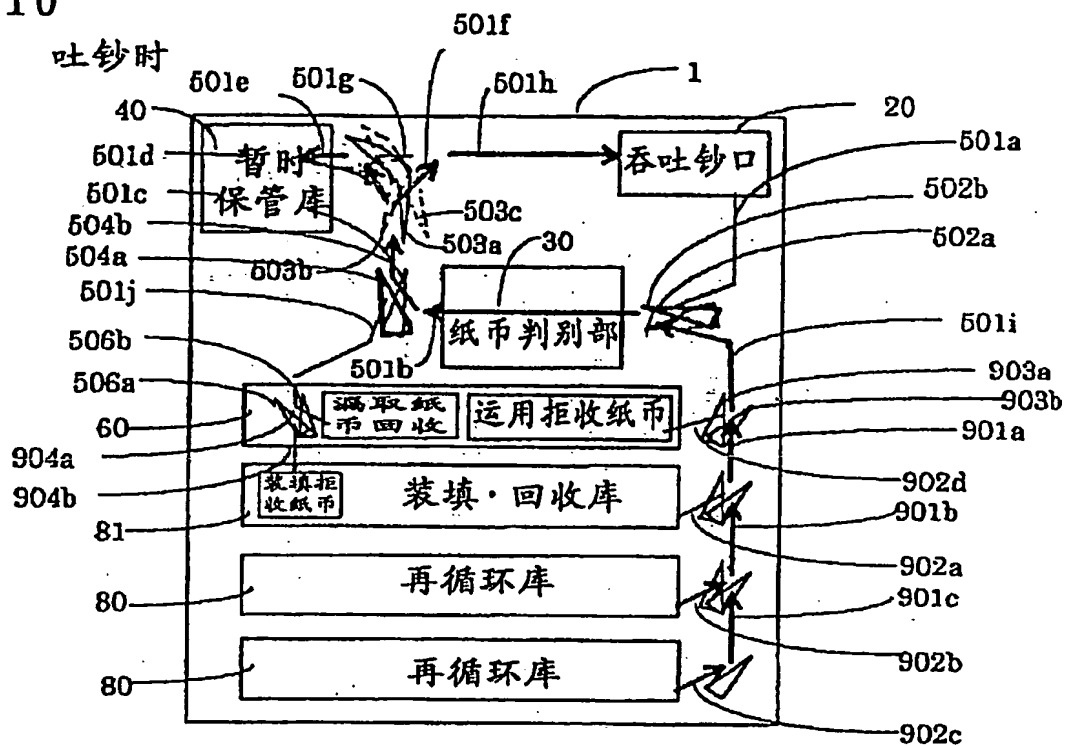 10
吐钞时
501f
501e
501g
501h
1
40
20
501d
暂时
保管库
吞吐钞口
501a
501c
502b
504b
503c
504a
503b
503a
30
502a
501j
纸币判别部
501i
506b
501b
903a
506a
漏取纸
币回收
运用拒收纸币
903b
60
901a
904a
902d
904b
装填拒
收纸币
装填·回收库
901b
81
902a
再循环库
80
901c
902b
再循环库
80
902c